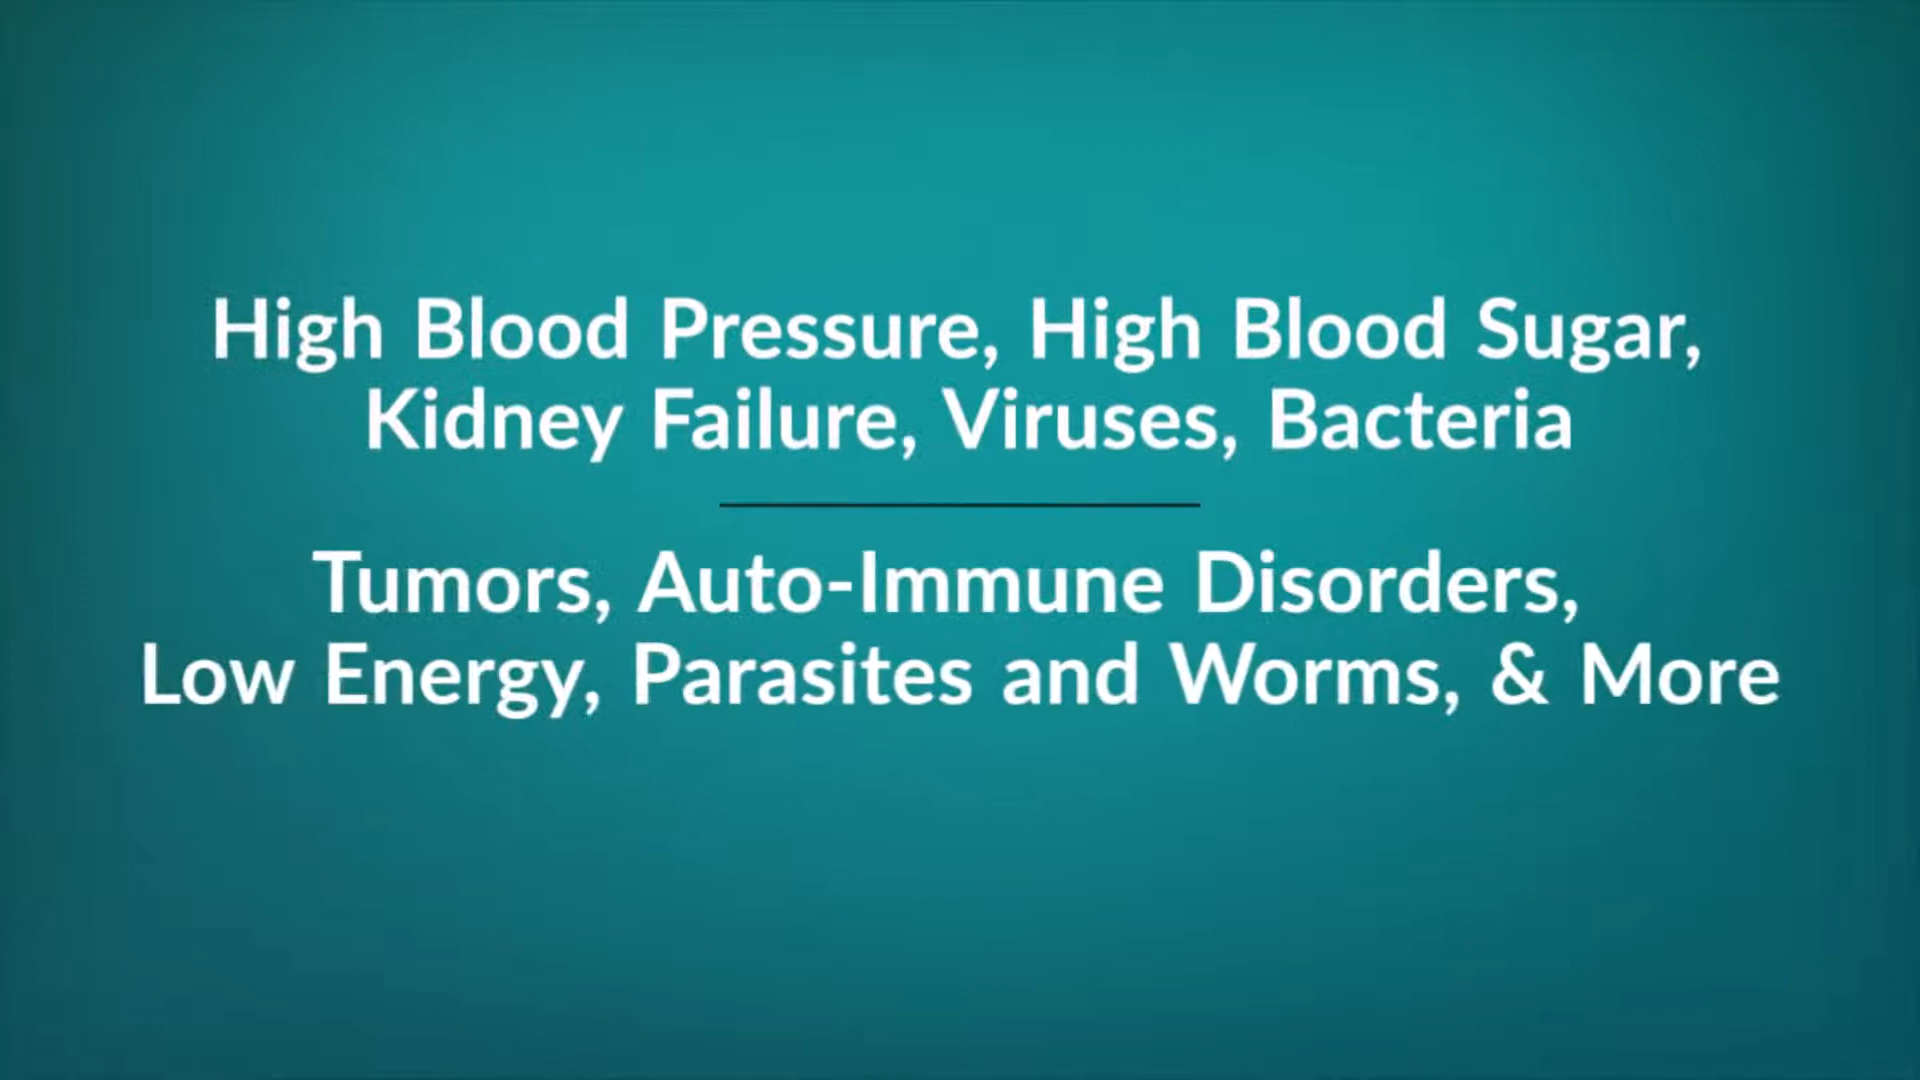 High Blood Pressure, High Blood Sugar,
Kidney Failure, Viruses, Bacteria
Tumors, Auto-Immune Disorders,
Low Energy, Parasites and Worms, & More